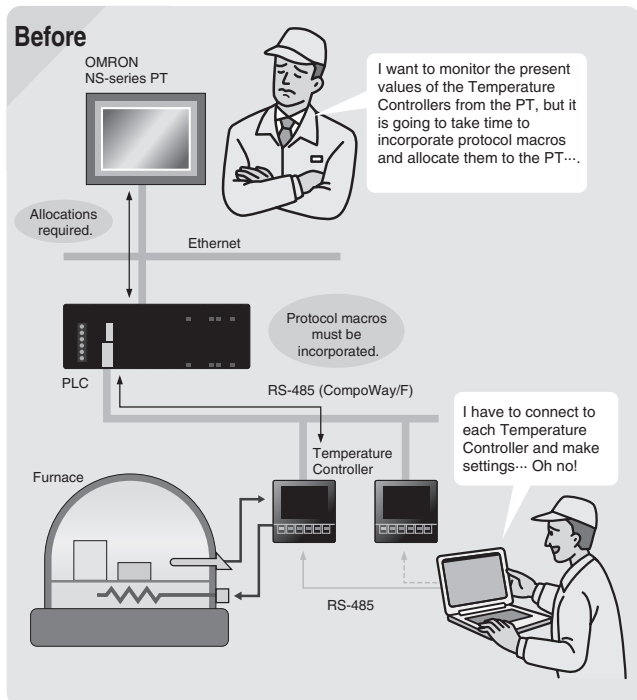 Before
OMRON
NS-series PT
I want to monitor the present
values of the Temperature
Controllers from the PT, but it
is going to take time to
incorporate protocol macros
and allocate them to the PT···.
Allocations
required.
Ethernet
Protocol macros
must be
incorporated.
PLC
RS-485 (CompoWay/F)
I have to connect to
each Temperature
Controller and make
settings··· Oh no!
Temperature
Controller
Furnace
RS-485